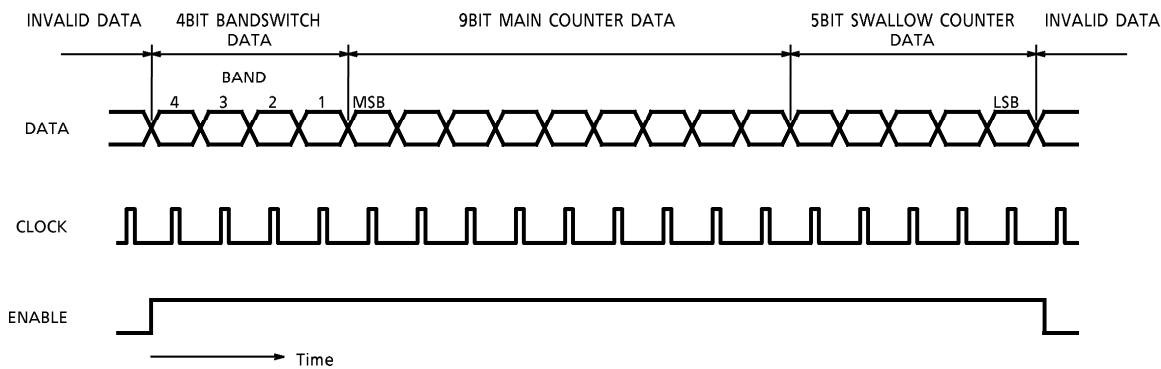 INVALID DATA
4BIT BANDSWITCH
DATA
9BIT MAIN COUNTER DATA
5BIT SWALLOW COUNTER
DATA
INVALID DATA
BAND
4 3 2 1 MSB LSB
DATA
CLOCK
ENABLE
Time